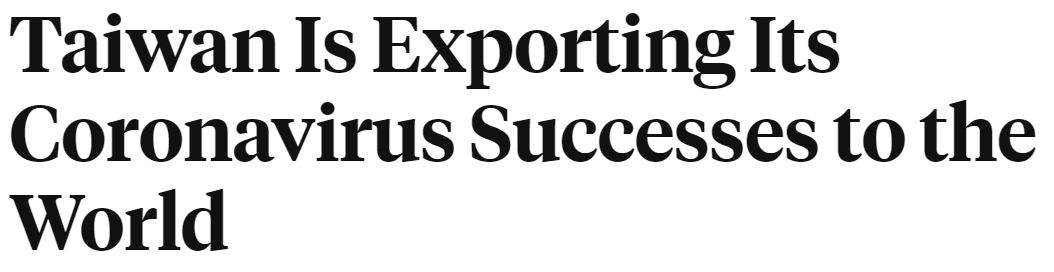 Taiwan Is Exporting Its
Coronavirus Successes to the
World